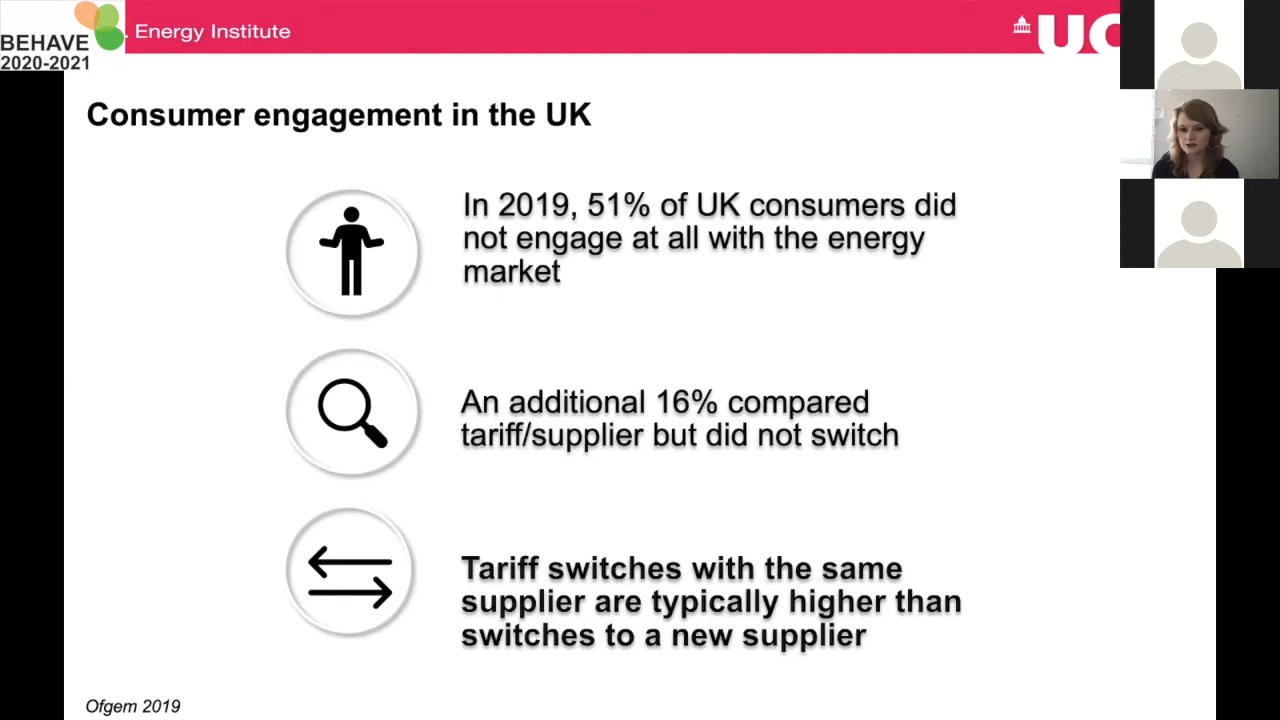 BEHAVE
2020-2021
. Energy Institute
UC
Consumer engagement in the UK
In 2019, 51% of UK consumers did
not engage at all with the energy
market
An additional 16% compared
tariff/supplier but did not switch
Tariff switches with the same
supplier are typically higher than
switches to a new supplier
Ofgem 2019